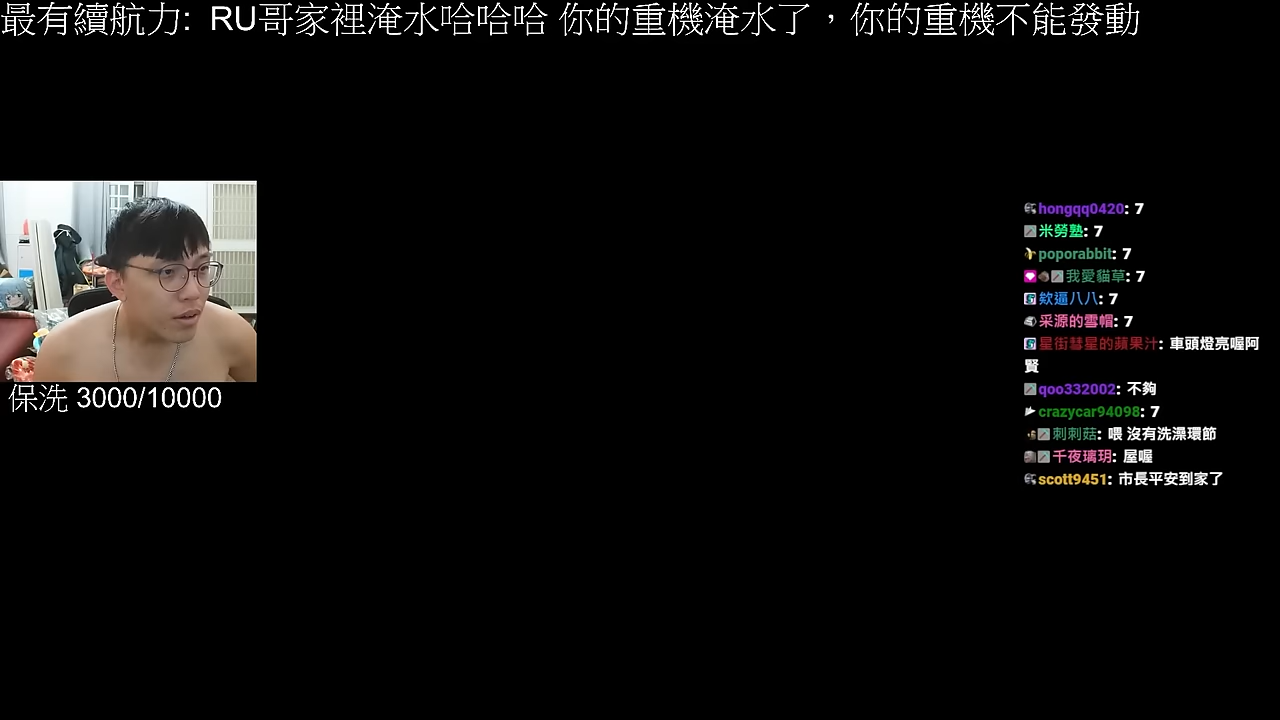 最有續航力: RU哥家裡淹水哈哈哈 你的重機淹水了，你的重機不能發動
保洗 3000/10000
hongqq0420: 7
米勞塾: 7
poporabbit: 7
我愛貓草: 7
欸逼八八: 7
采源的雪帽: 7
星街彗星的蘋果汁: 車頭燈亮喔阿
賢
qoo332002: 不夠
crazycar94098: 7
刺刺菇: 喂 沒有洗澡環節
千夜璃玥: 屋喔
scott9451: 市長平安到家了